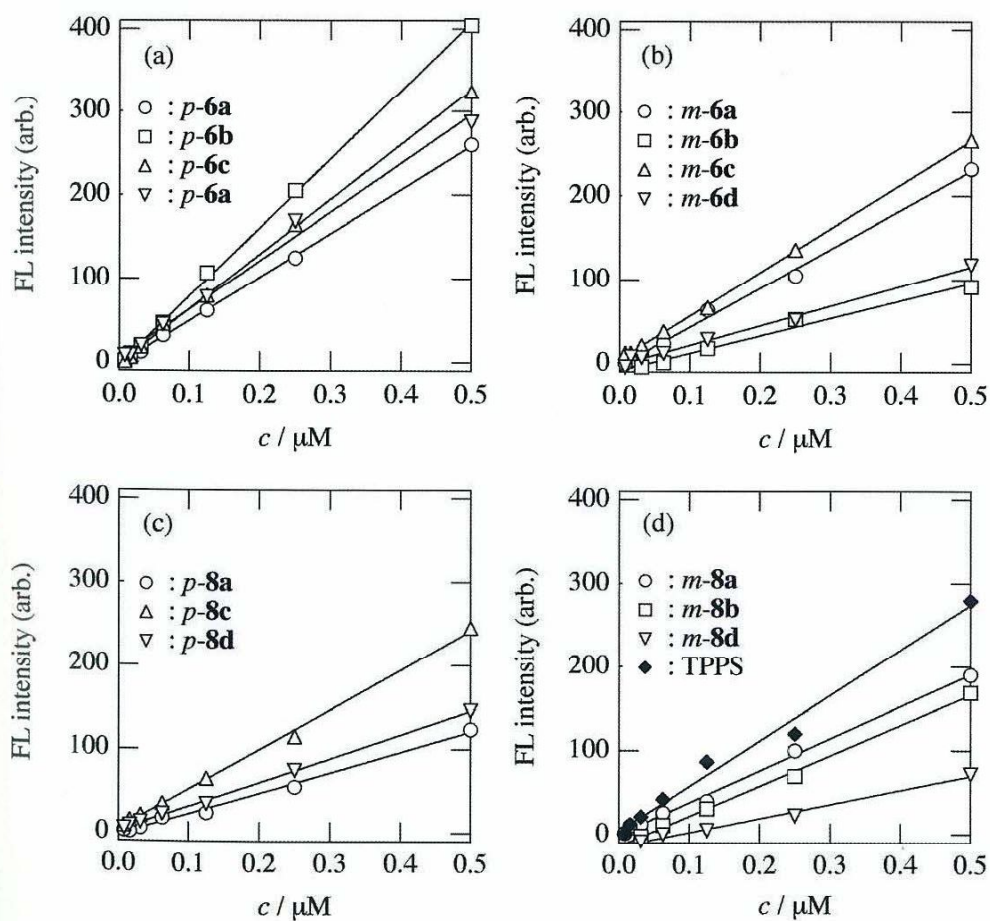 400
300
200
100
0
FL intensity (arb.)
(a)
○ : p-6a
□ : p-6b
△ : p-6c
▽ : p-6a
0.0 0.1 0.2 0.3 0.4 0.5
c / μM
400
300
200
100
0
FL intensity (arb.)
(b)
○ : m-6a
□ : m-6b
△ : m-6c
▽ : m-6d
0.0 0.1 0.2 0.3 0.4 0.5
c / μM
400
300
200
100
0
FL intensity (arb.)
(c)
○ : p-8a
△ : p-8c
▽ : p-8d
0.0 0.1 0.2 0.3 0.4 0.5
c / μM
400
300
200
100
0
FL intensity (arb.)
(d)
○ : m-8a
□ : m-8b
▽ : m-8d
◆ : TPPS
0.0 0.1 0.2 0.3 0.4 0.5
c / μM